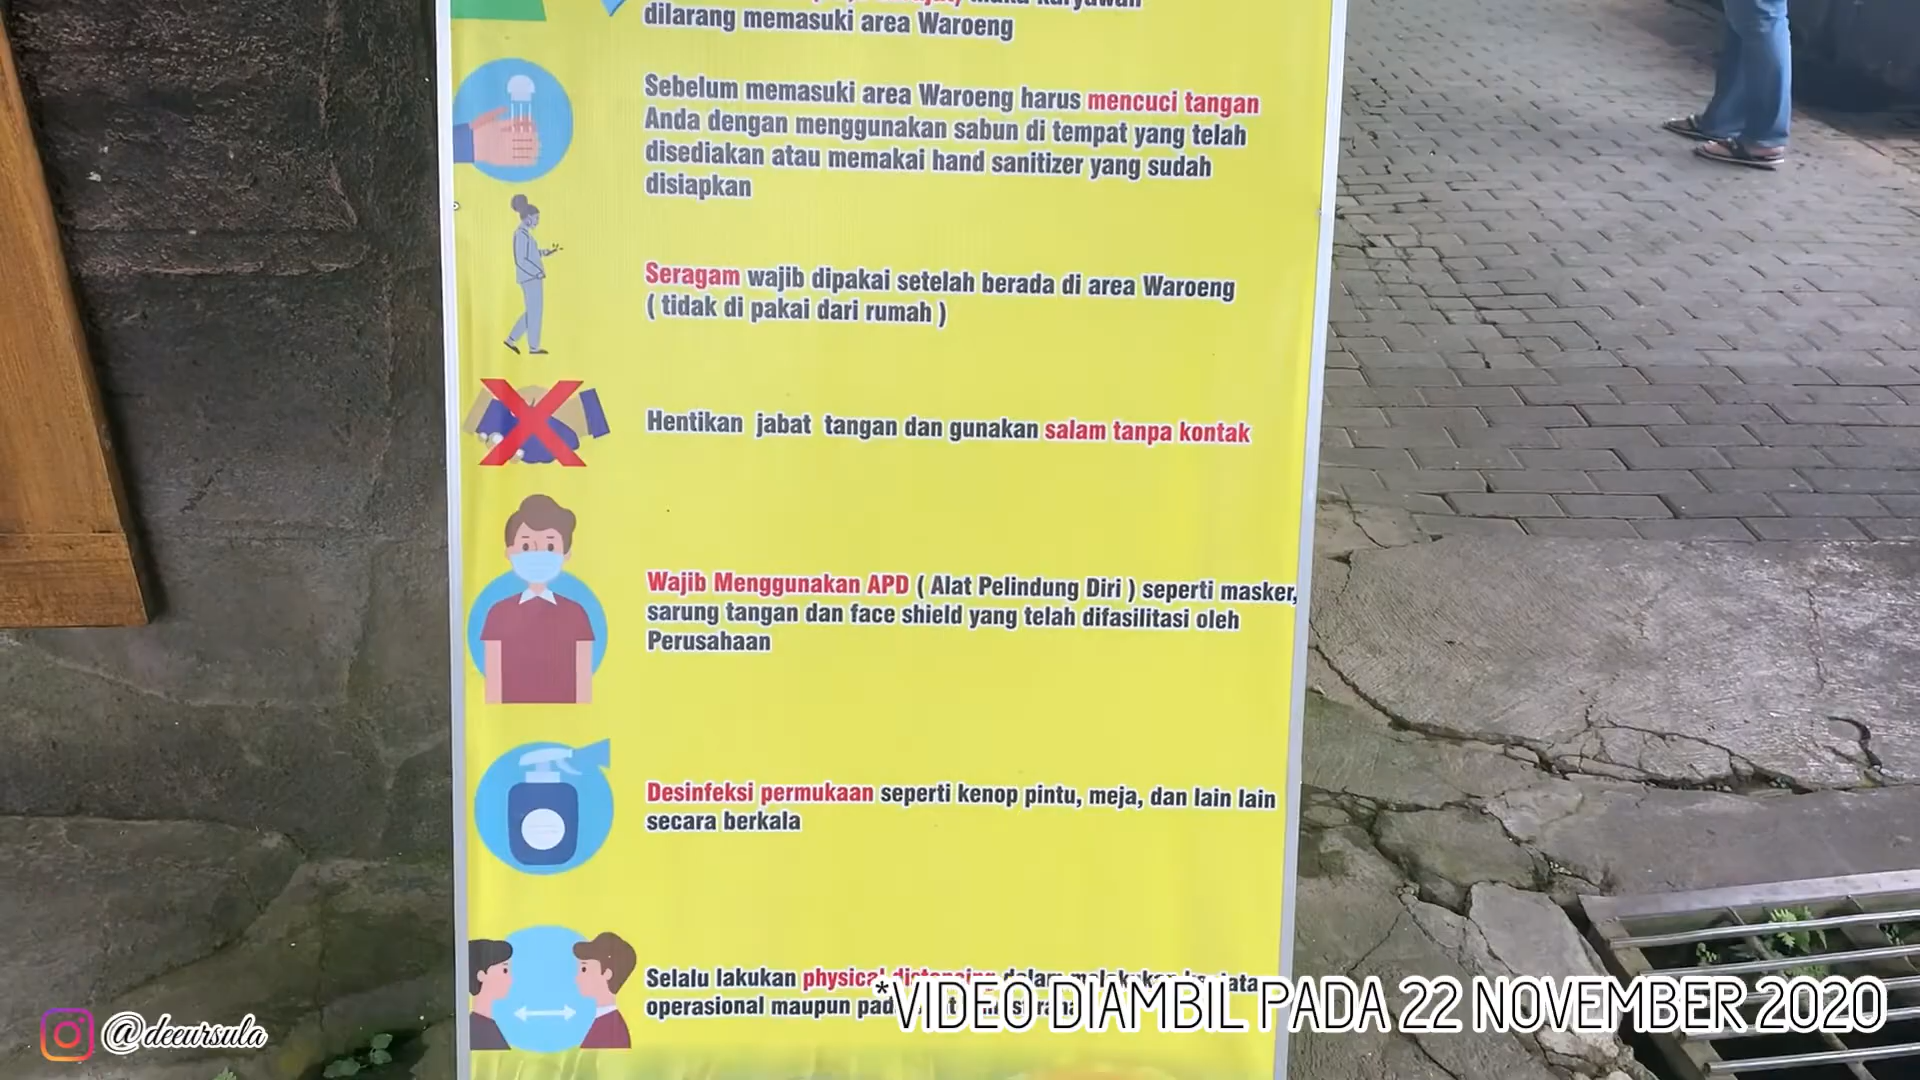 dilarang memasuki area Waroeng
Sebelum memasuki area Waroeng harus mencuci tangan
Anda dengan menggunakan sabun di tempat yang telah
disediakan atau memakai hand sanitizer yang sudah
disiapkan
Seragam wajib dipakai setelah berada di area Waroeng
( tidak di pakai dari rumah )
Hentikan jabat tangan dan gunakan salam tanpa kontak
Wajib Menggunakan APD ( Alat Pelindung Diri ) seperti masker,
sarung tangan dan face shield yang telah difasilitasi oleh
Perusahaan
Desinfeksi permukaan seperti kenop pintu, meja, dan lain lain
secara berkala
Selalu lakukan physical distancing dalam
operasional maupun
*VIDEO DIAMBIL PADA 22 NOVEMBER 2020
@deeursula